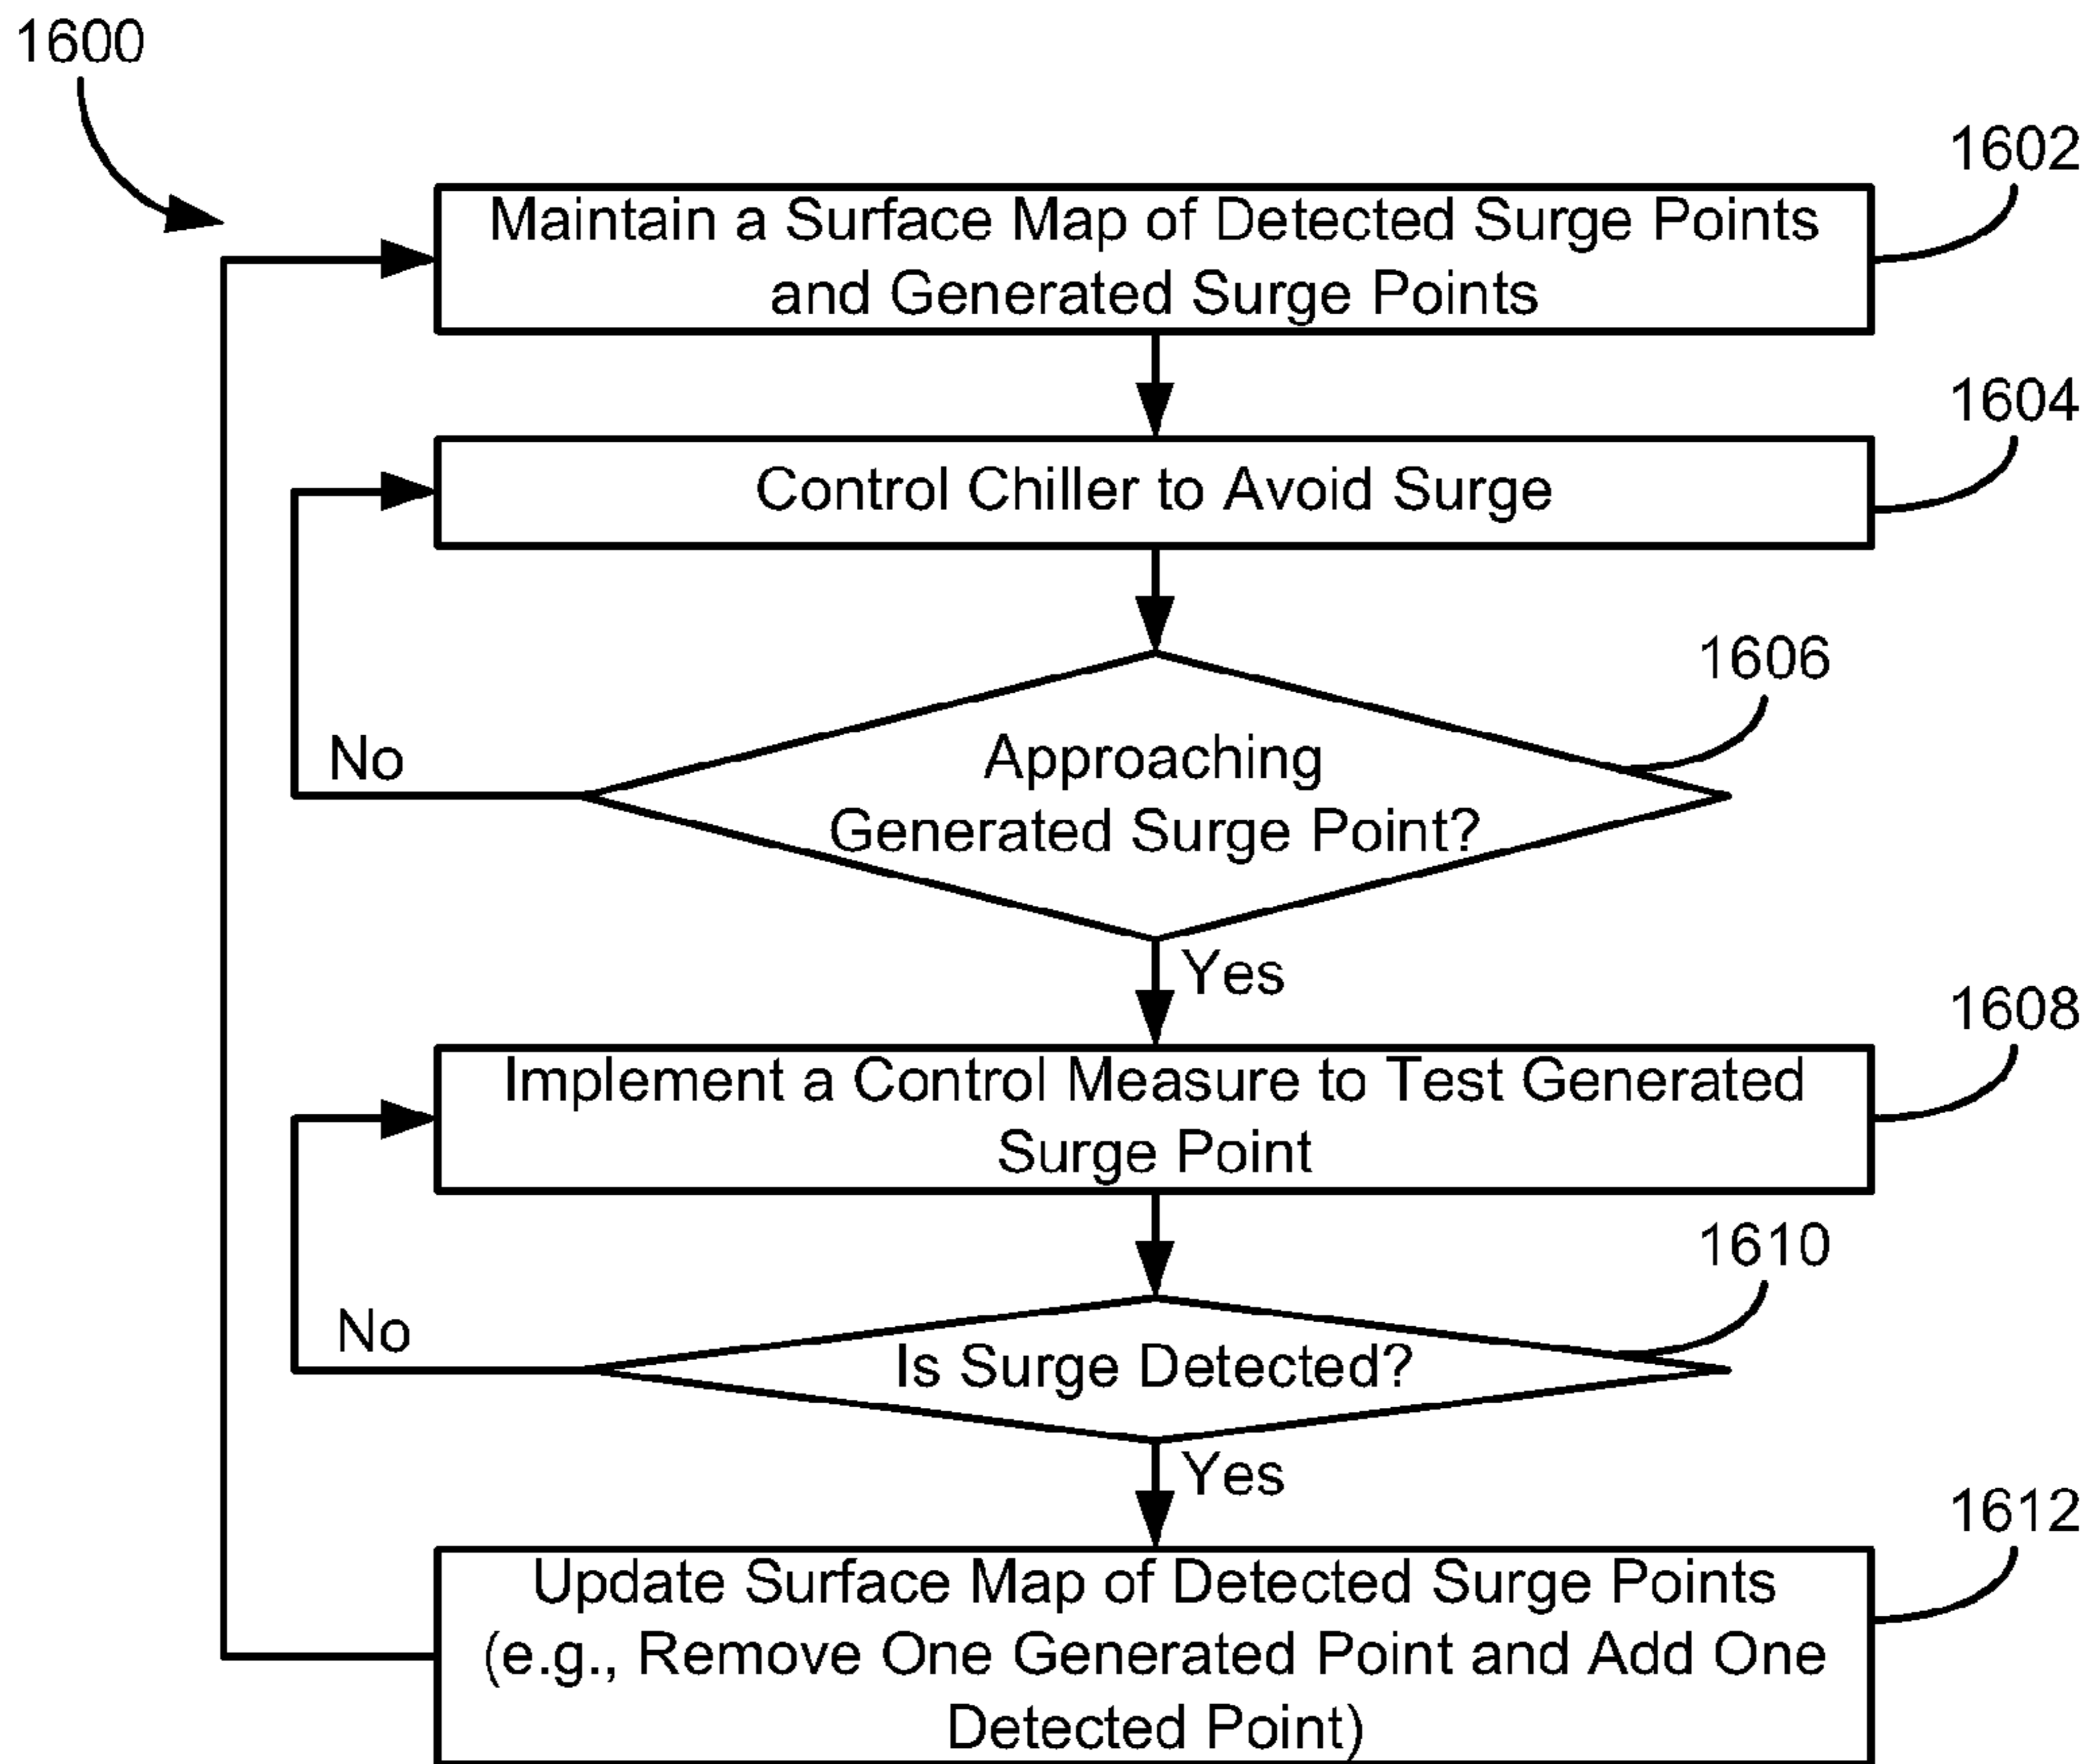 1600
1602
Maintain a Surface Map of Detected Surge Points
and Generated Surge Points
1604
Control Chiller to Avoid Surge
1606
Approaching
Generated Surge Point?
No
Yes
1608
Implement a Control Measure to Test Generated
Surge Point
1610
Is Surge Detected?
No
Yes
1612
Update Surface Map of Detected Surge Points
(e.g., Remove One Generated Point and Add One
Detected Point)